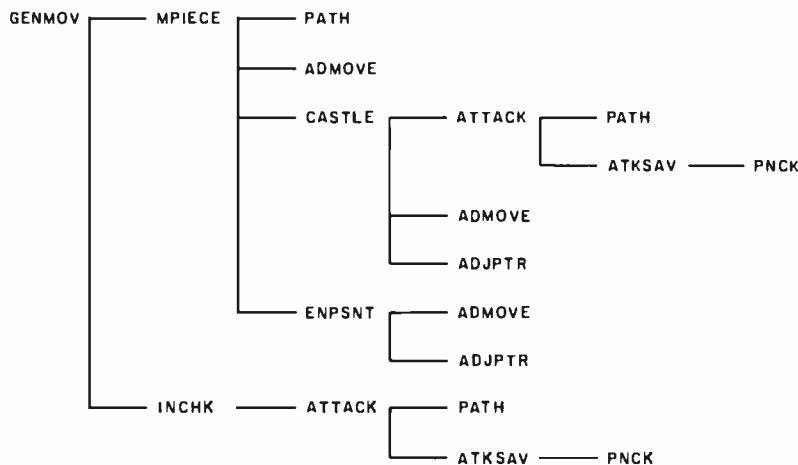 GENMOV MPIECE PATH
ADMOVE
CASTLE ATTACK PATH
ATKSAV PNCK
ADMOVE
ADJPTR
ENPSNT ADMOVE
ADJPTR
INCHK ATTACK PATH
ATKSAV PNCK